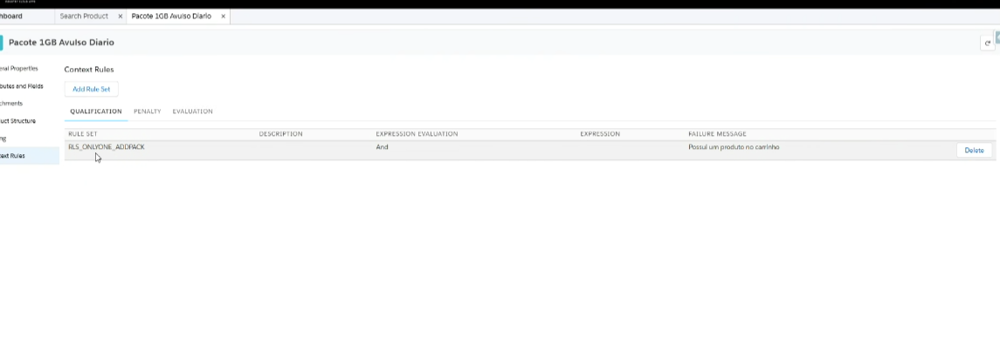 hboard
Search Product ×
Pacote 1GB Avulso Diario ×
Pacote 1GB Avulso Diario
eral Properties
butes and Fields
chments
uct Structure
ng
text Rules
Context Rules
Add Rule Set
QUALIFICATION PENALTY EVALUATION
RULE SET DESCRIPTION EXPRESSION EVALUATION EXPRESSION FAILURE MESSAGE
RLS_ONLYONE_ADDPACK And Possui um produto no carrinho Delete